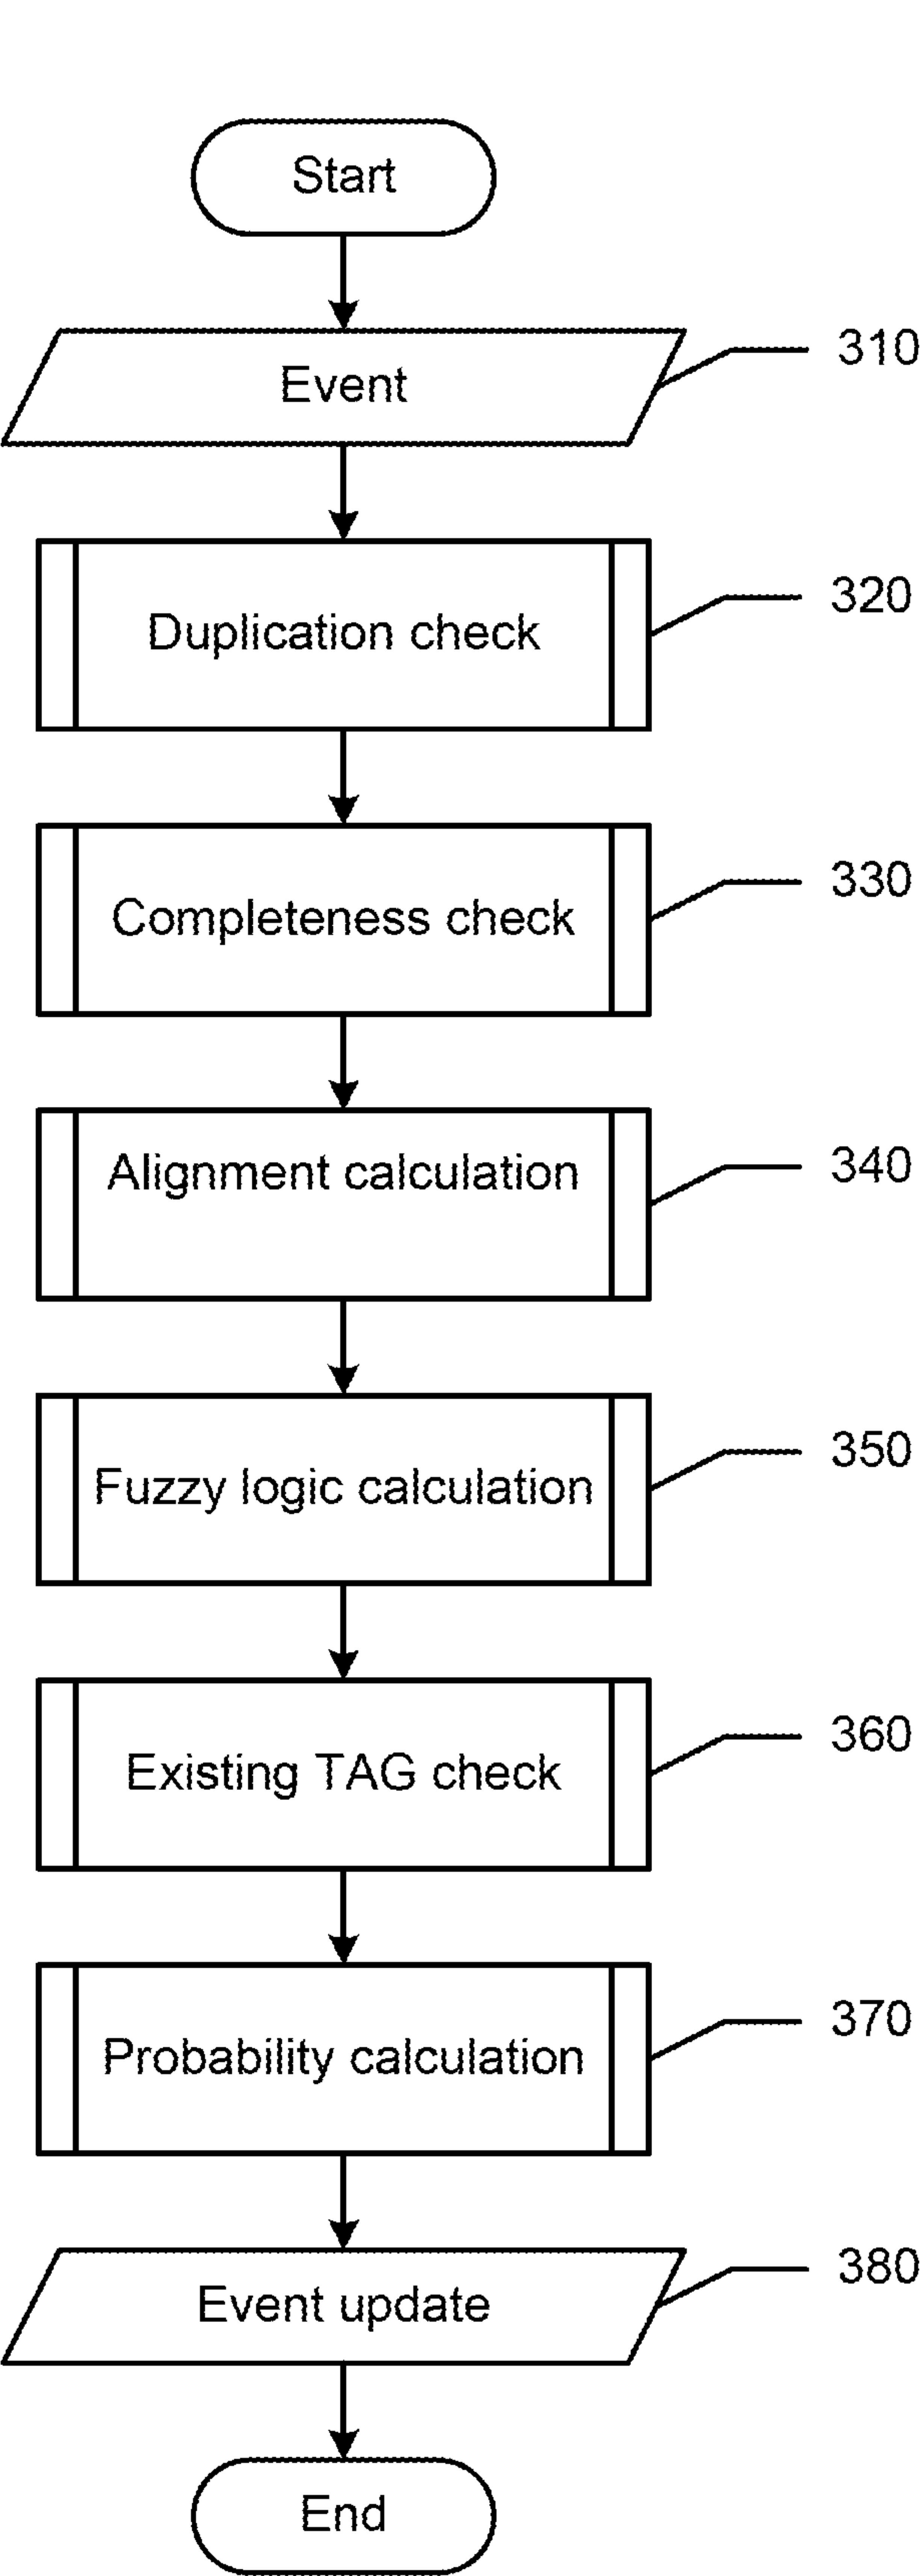 Start
Event
310
Duplication check
320
Completeness check
330
Alignment calculation
340
Fuzzy logic calculation
350
Existing TAG check
360
Probability calculation
370
Event update
380
End